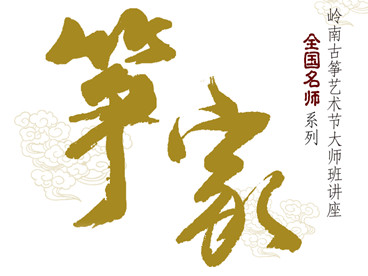 岭南古筝艺术节大师班讲座
全国名师系列
筝家